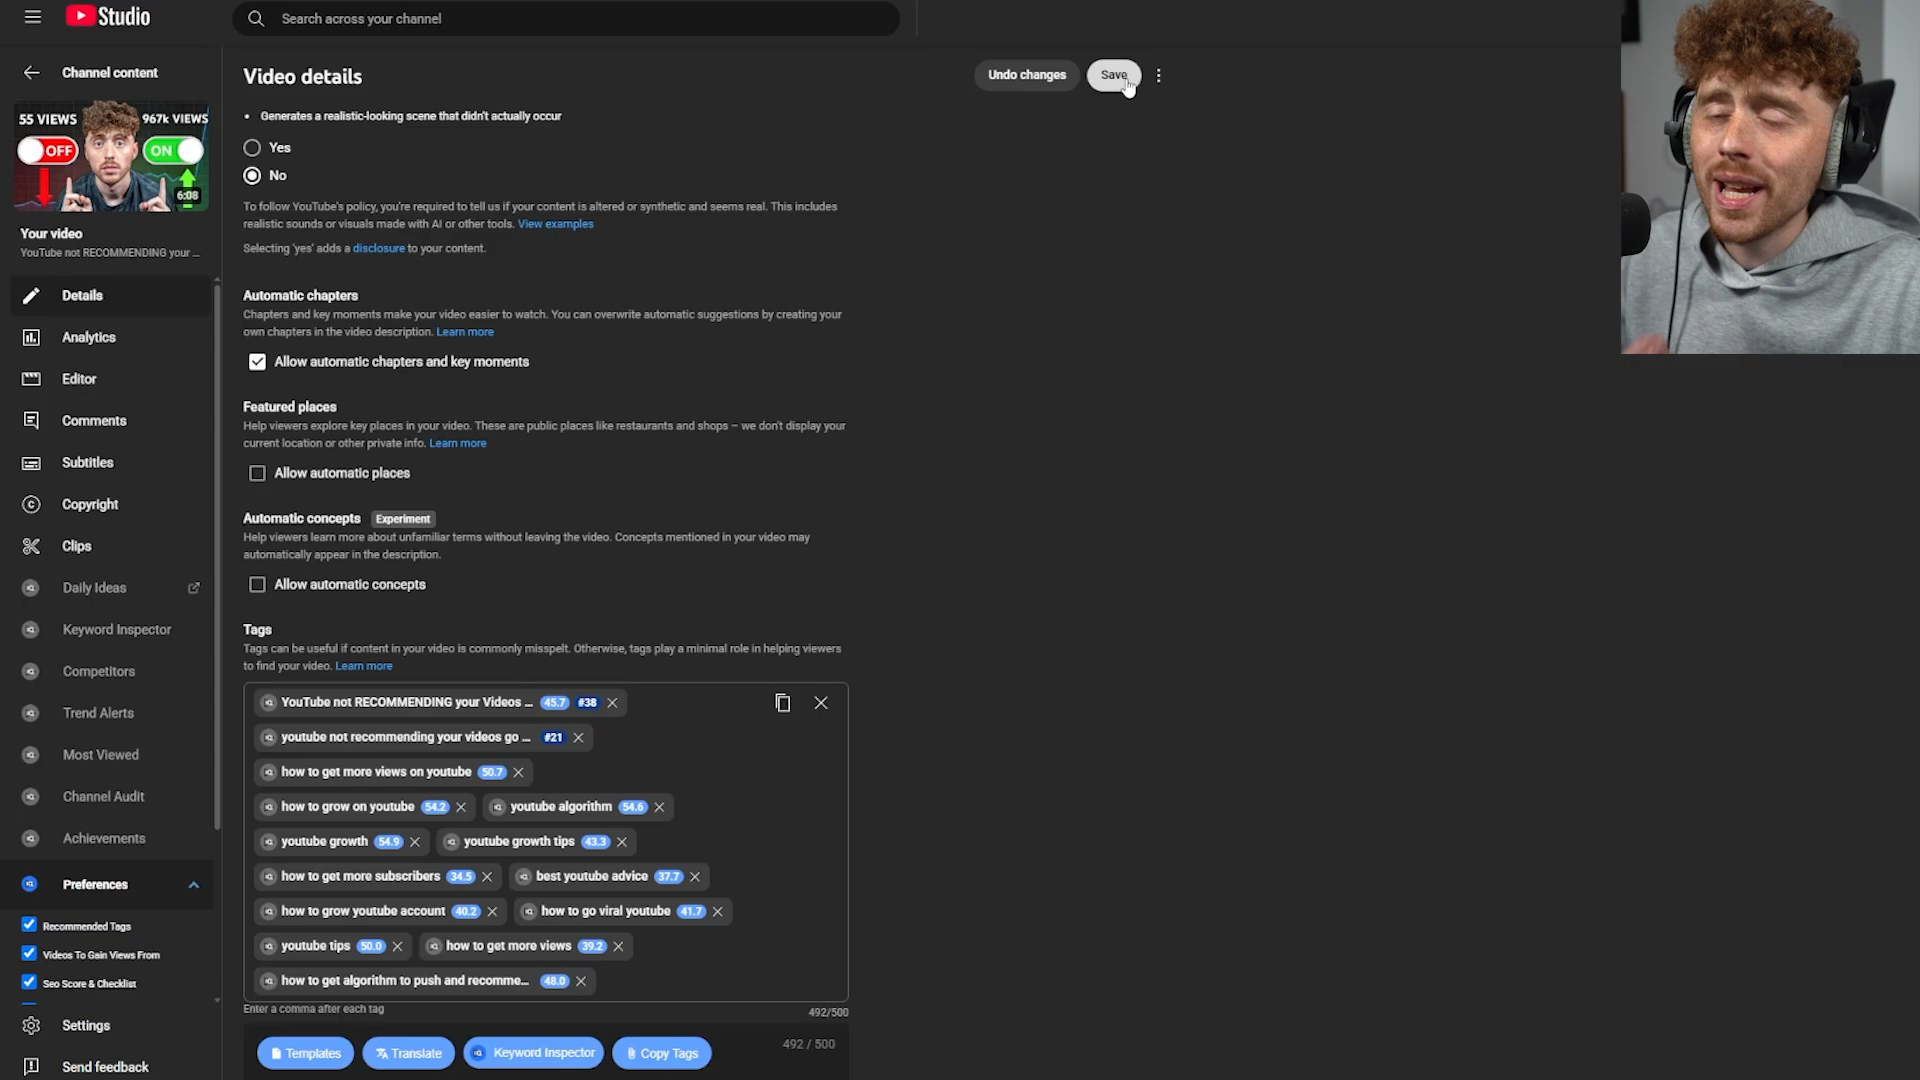 Studio
Search across your channel
Channel content
Video details
Undo changes
Save
55 VIEWS
967k VIEWS
OFF
ON
6:08
Your video
YouTube not RECOMMENDING your ...
Details
Analytics
Editor
Comments
Subtitles
Copyright
Clips
Daily Ideas
Keyword Inspector
Competitors
Trend Alerts
Most Viewed
Channel Audit
Achievements
Preferences
Recommended Tags
Videos To Gain Views From
Seo Score & Checklist
Settings
Send feedback
• Generates a realistic-looking scene that didn't actually occur
Yes
No
To follow YouTube's policy, you're required to tell us if your content is altered or synthetic and seems real. This includes
realistic sounds or visuals made with AI or other tools. View examples
Selecting 'yes' adds a disclosure to your content.
Automatic chapters
Chapters and key moments make your video easier to watch. You can overwrite automatic suggestions by creating your
own chapters in the video description. Learn more
Allow automatic chapters and key moments
Featured places
Help viewers explore key places in your video. These are public places like restaurants and shops – we don't display your
current location or other private info. Learn more
Allow automatic places
Automatic concepts Experiment
Help viewers learn more about unfamiliar terms without leaving the video. Concepts mentioned in your video may
automatically appear in the description.
Allow automatic concepts
Tags
Tags can be useful if content in your video is commonly misspelt. Otherwise, tags play a minimal role in helping viewers
to find your video. Learn more
YouTube not RECOMMENDING your Videos ... 45.7 #38
youtube not recommending your videos go ... #21
how to get more views on youtube 50.7
how to grow on youtube 54.2 youtube algorithm 54.6
youtube growth 54.9 youtube growth tips 43.3
how to get more subscribers 34.5 best youtube advice 37.7
how to grow youtube account 40.2 how to go viral youtube 41.7
youtube tips 50.0 how to get more views 39.2
how to get algorithm to push and recomme... 48.0
Enter a comma after each tag
492/500
Templates Translate Keyword Inspector Copy Tags
492 / 500